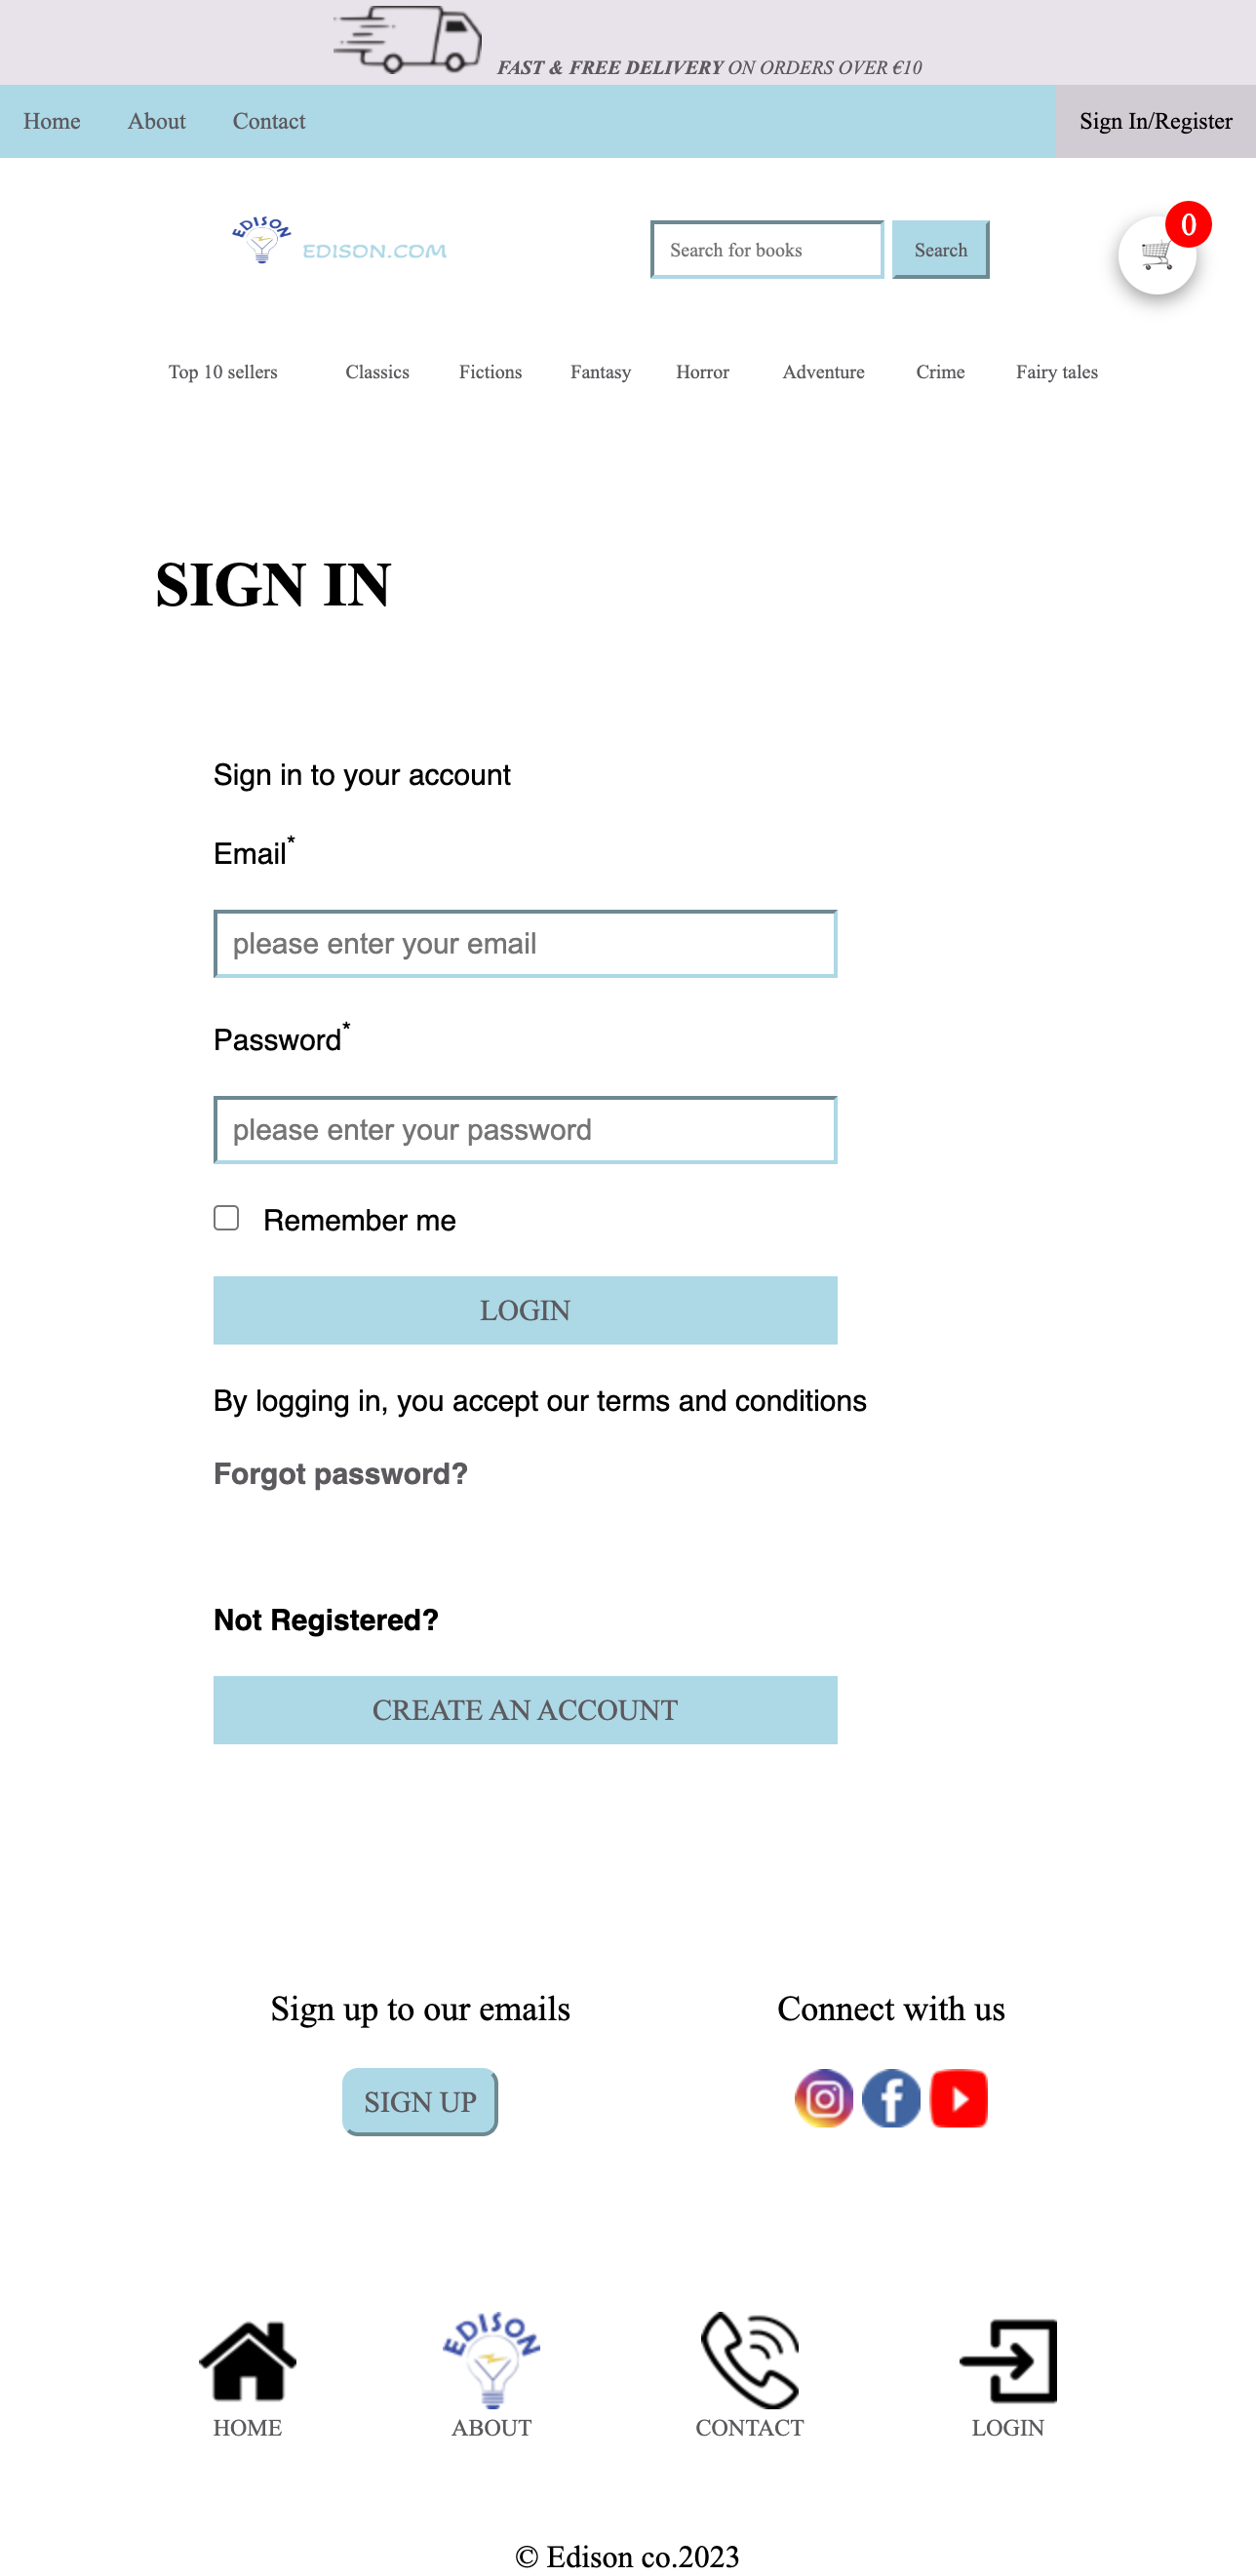 FAST & FREE DELIVERY ON ORDERS OVER €10
Home About Contact Sign In/Register
EDISON EDISON.COM
Search for books Search
0
Top 10 sellers Classics Fictions Fantasy Horror Adventure Crime Fairy tales
SIGN IN
Sign in to your account
Email*
please enter your email
Password*
please enter your password
Remember me
LOGIN
By logging in, you accept our terms and conditions
Forgot password?
Not Registered?
CREATE AN ACCOUNT
Sign up to our emails Connect with us
SIGN UP
EDISON
HOME ABOUT CONTACT LOGIN
© Edison co.2023